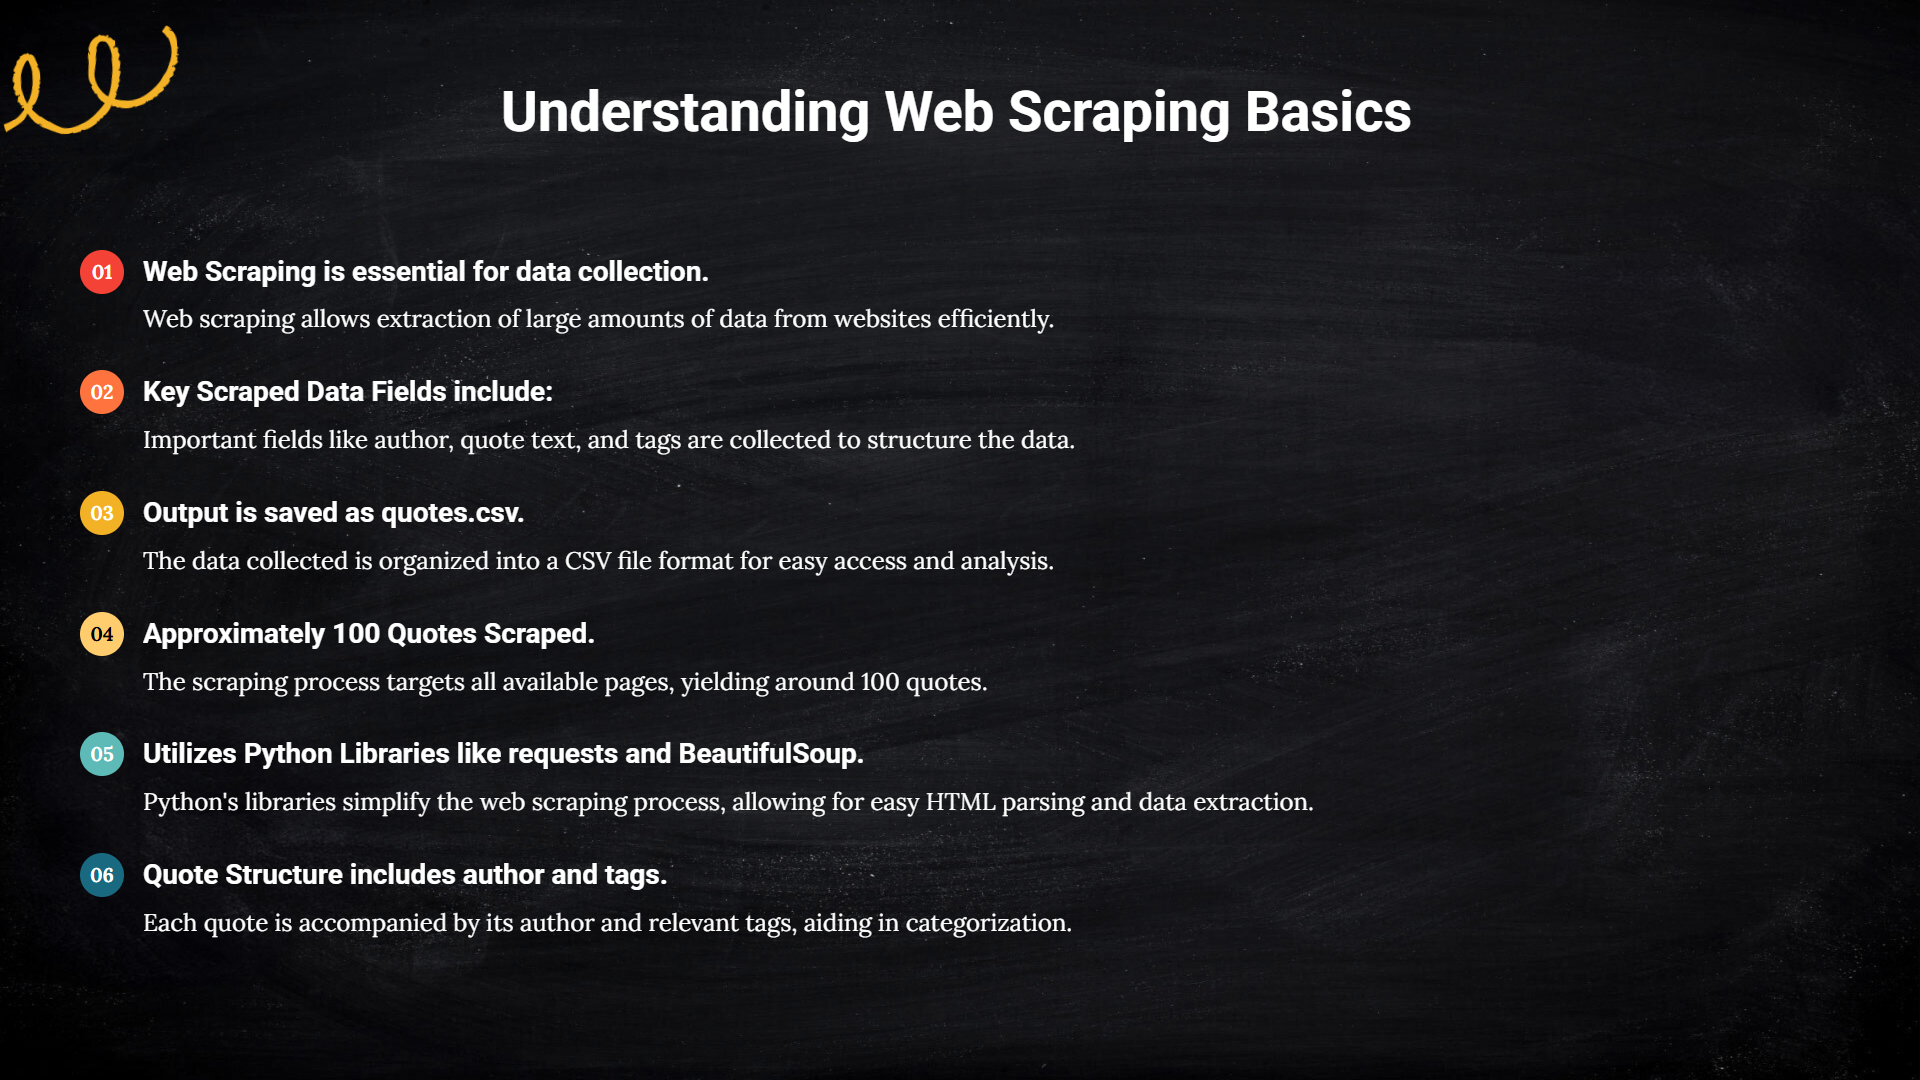 Understanding Web Scraping Basics
01 Web Scraping is essential for data collection.
Web scraping allows extraction of large amounts of data from websites efficiently.
02 Key Scraped Data Fields include:
Important fields like author, quote text, and tags are collected to structure the data.
03 Output is saved as quotes.csv.
The data collected is organized into a CSV file format for easy access and analysis.
04 Approximately 100 Quotes Scraped.
The scraping process targets all available pages, yielding around 100 quotes.
05 Utilizes Python Libraries like requests and BeautifulSoup.
Python's libraries simplify the web scraping process, allowing for easy HTML parsing and data extraction.
06 Quote Structure includes author and tags.
Each quote is accompanied by its author and relevant tags, aiding in categorization.